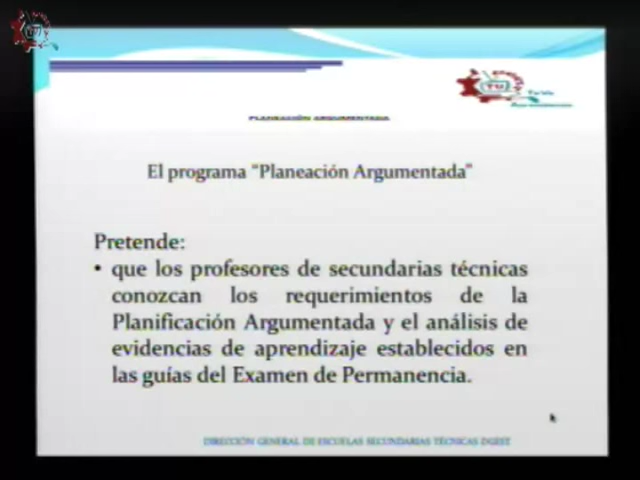 PLANEACIÓN ARGUMENTADA
El programa “Planeación Argumentada”
Pretende:
• que los profesores de secundarias técnicas
conozcan los requerimientos de la
Planificación Argumentada y el análisis de
evidencias de aprendizaje establecidos en
las guías del Examen de Permanencia.
DIRECCIÓN GENERAL DE ESCUELAS SECUNDARIAS TÉCNICAS DGEST